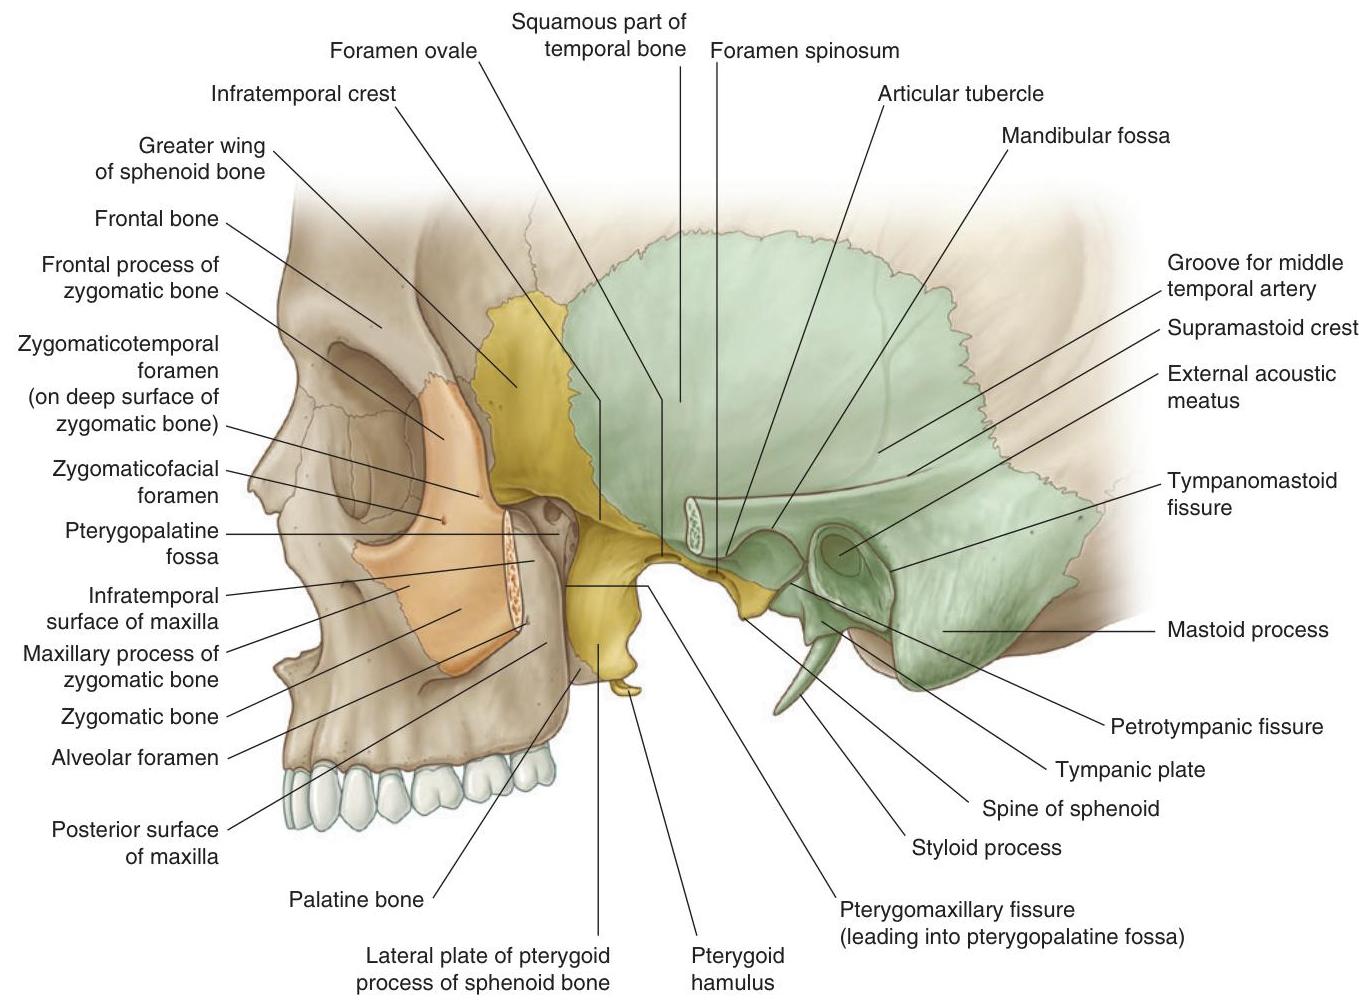 Squamous part of
temporal bone
Foramen ovale
Foramen spinosum
Infratemporal crest
Articular tubercle
Mandibular fossa
Greater wing
of sphenoid bone
Frontal bone
Frontal process of
zygomatic bone
Zygomaticotemporal
foramen
(on deep surface of
zygomatic bone)
Zygomaticofacial
foramen
Pterygopalatine
fossa
Infratemporal
surface of maxilla
Maxillary process of
zygomatic bone
Zygomatic bone
Alveolar foramen
Posterior surface
of maxilla
Palatine bone
Lateral plate of pterygoid
process of sphenoid bone
Pterygoid
hamulus
Groove for middle
temporal artery
Supramastoid crest
External acoustic
meatus
Tympanomastoid
fissure
Mastoid process
Petrotympanic fissure
Tympanic plate
Spine of sphenoid
Styloid process
Pterygomaxillary fissure
(leading into pterygopalatine fossa)